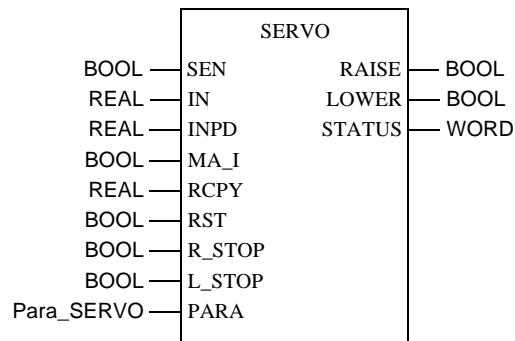 SERVO
BOOL SEN RAISE BOOL
REAL IN LOWER BOOL
REAL INPD STATUS WORD
BOOL MA_I
REAL RCPY
BOOL RST
BOOL R_STOP
BOOL L_STOP
Para_SERVO PARA